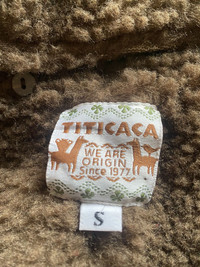 TITICACA
WE ARE
ORIGIN
Since 1977
S